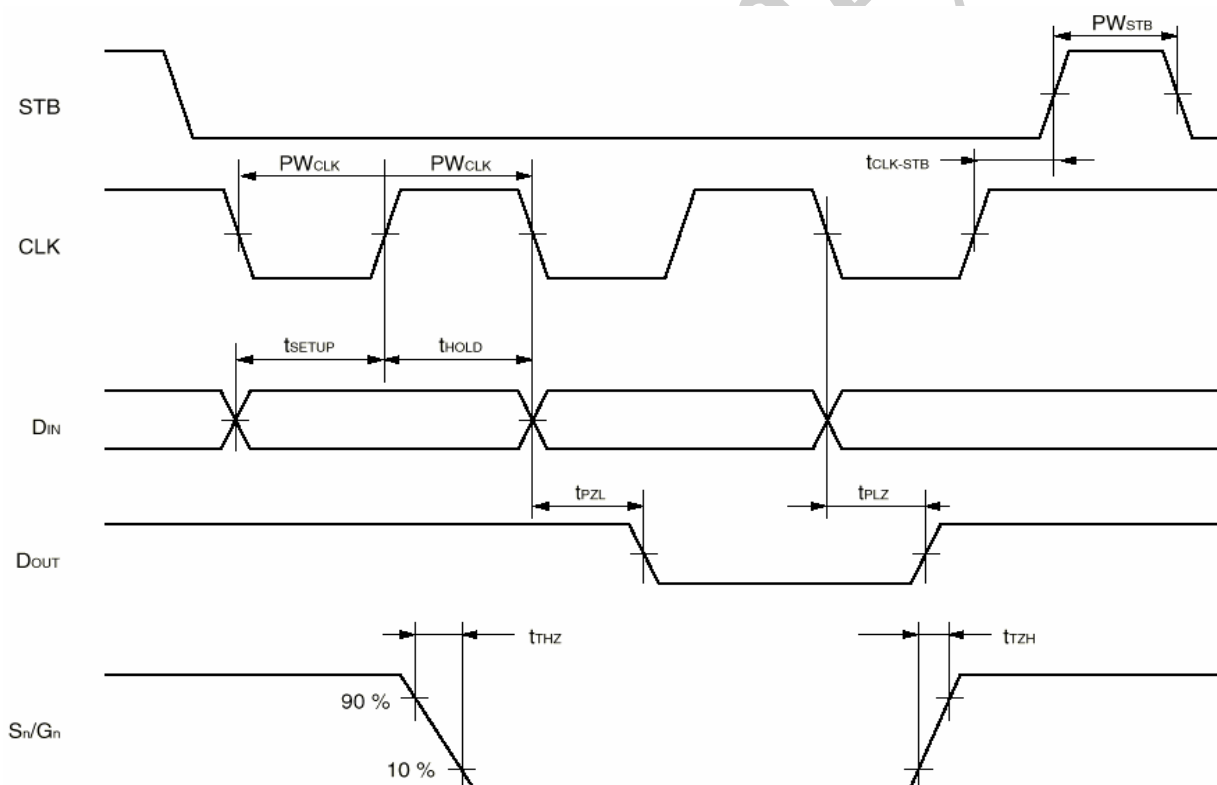 PWSTB
STB
tCLK-STB
PWCLK PWCLK
CLK
tSETUP tHOLD
DIN
tPZL tPLZ
DOUT
tTHZ tTZH
90 %
Sn/Gn
10 %